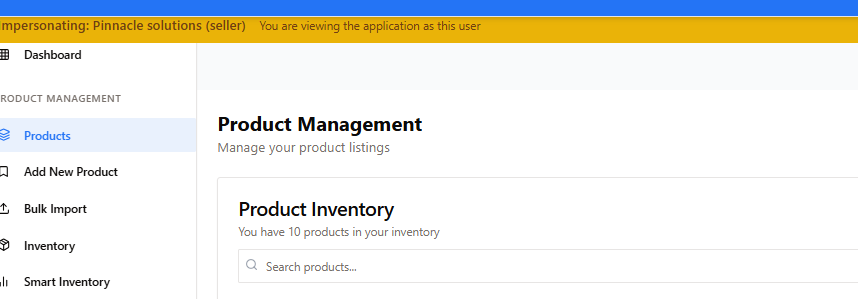 mpersonating: Pinnacle solutions (seller) You are viewing the application as this user
Dashboard
RODUCT MANAGEMENT
Products
Add New Product
Bulk Import
Inventory
Smart Inventory
Product Management
Manage your product listings
Product Inventory
You have 10 products in your inventory
Search products...